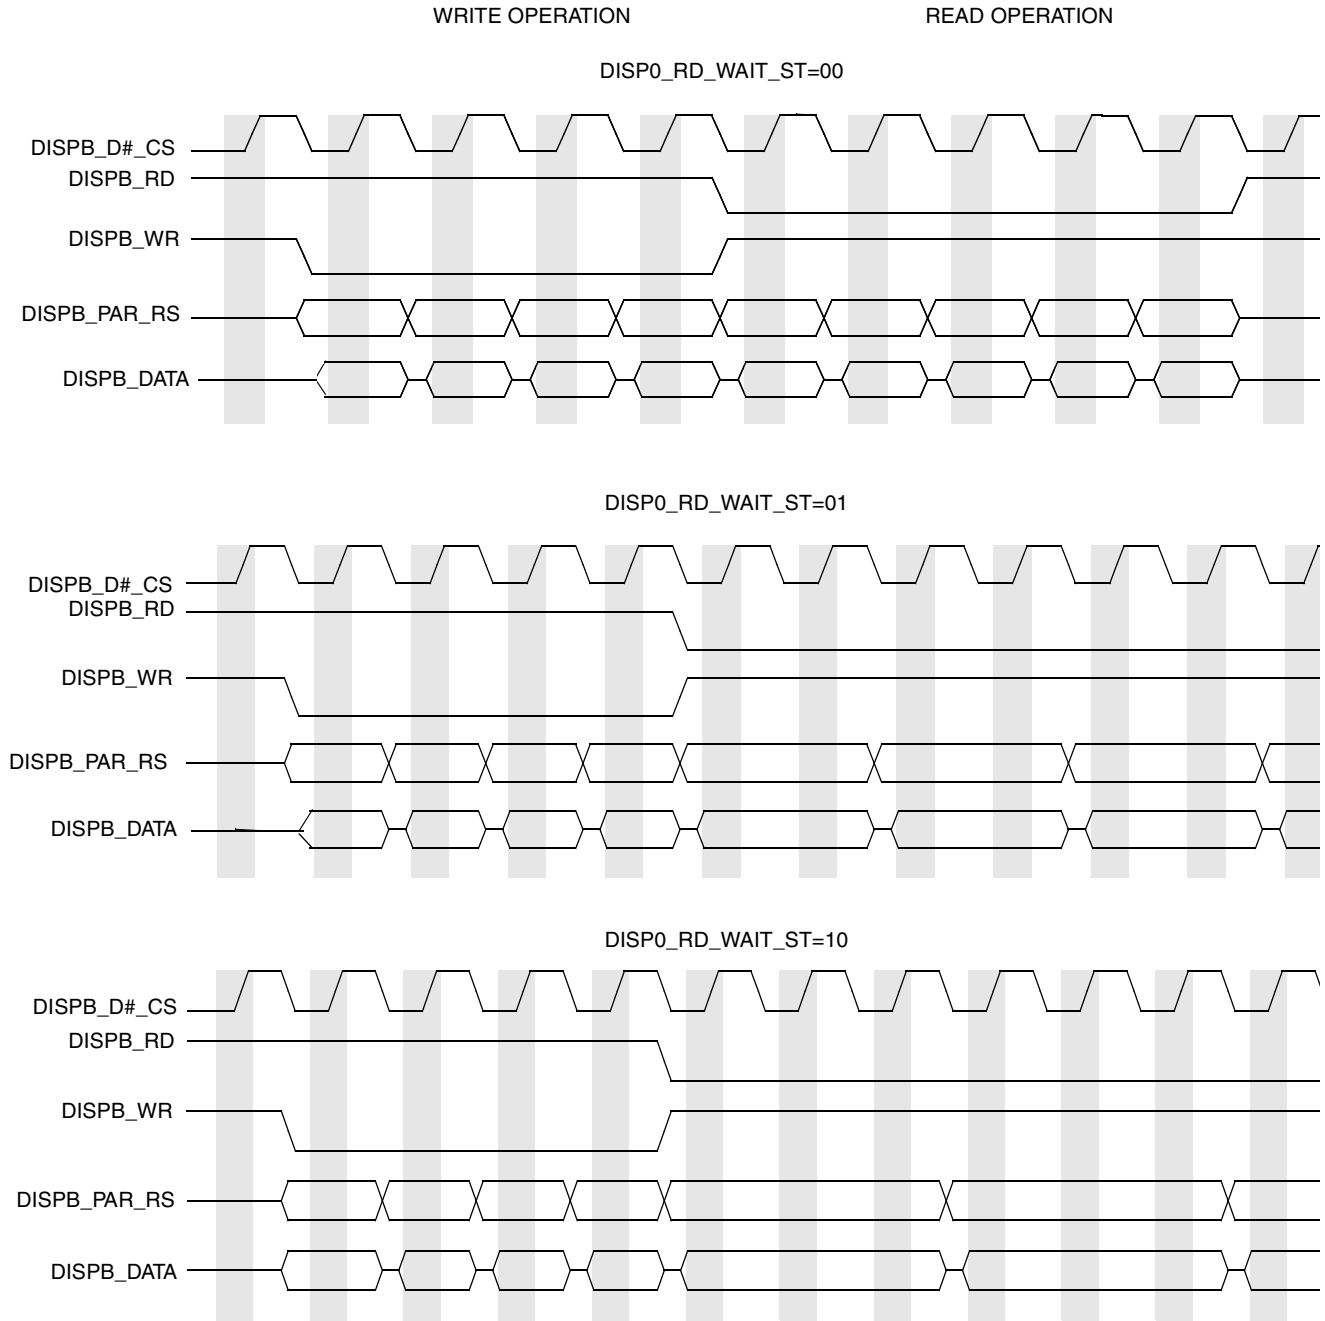 WRITE OPERATION READ OPERATION
DISP0_RD_WAIT_ST=00
DISPB_D#_CS
DISPB_RD
DISPB_WR
DISPB_PAR_RS
DISPB_DATA
DISP0_RD_WAIT_ST=01
DISPB_D#_CS
DISPB_RD
DISPB_WR
DISPB_PAR_RS
DISPB_DATA
DISP0_RD_WAIT_ST=10
DISPB_D#_CS
DISPB_RD
DISPB_WR
DISPB_PAR_RS
DISPB_DATA